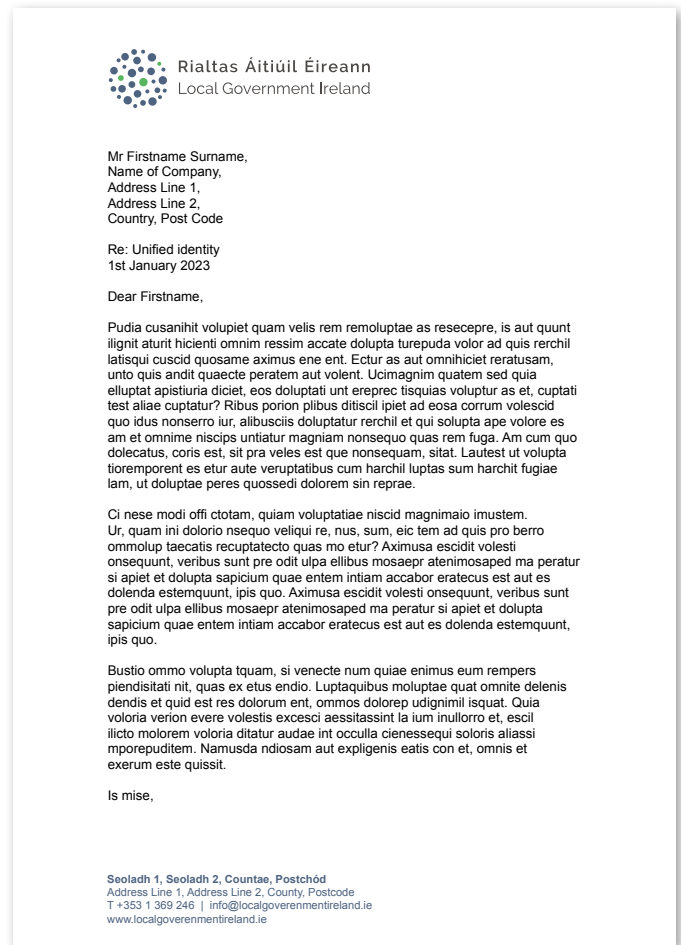 Rialtas Áitiúil Éireann
Local Government Ireland
Mr Firstname Surname,
Name of Company,
Address Line 1,
Address Line 2,
Country, Post Code
Re: Unified identity
1st January 2023
Dear Firstname,
Pudia cusanihit volupiet quam velis rem remoluptae as resecepre, is aut quunt
ilignit aturit hicienti omnim ressim accate dolupta turepuda volor ad quis rerchil
latisqui cuscid quosame aximus ene ent. Ectur as aut omnihiciet reratusam,
unto quis andit quaecte peratem aut volent. Ucimagnim quatem sed quia
elluptat apistiuria diciet, eos doluptati unt ereprec tisquias voluptur as et, cuptati
test aliae cuptatur? Ribus porion plibus ditiscil ipiet ad eosa corrum volescid
quo idus nonserro iur, alibusciis doluptatur rerchil et qui solupta ape volore es
am et omnime niscips untiatur magniam nonsequo quas rem fuga. Am cum quo
dolecatus, coris est, sit pra veles est que nonsequam, sitat. Lautest ut volupta
tioremporent es etur aute veruptatibus cum harchil luptas sum harchit fugiae
lam, ut doluptae peres quossedi dolorem sin reprae.
Ci nese modi offi ctotam, quiam voluptatiae niscid magnimaio imustem.
Ur, quam ini dolorio nsequo veliqui re, nus, sum, eic tem ad quis pro berro
ommolup taecatis recuptatecto quas mo etur? Aximusa escidit volesti
onsequunt, veribus sunt pre odit ulpa ellibus mosaepr atenimosaped ma peratur
si apiet et dolupta sapicium quae entem intiam accabor eratecus est aut es
dolenda estemquunt, ipis quo. Aximusa escidit volesti onsequunt, veribus sunt
pre odit ulpa ellibus mosaepr atenimosaped ma peratur si apiet et dolupta
sapicium quae entem intiam accabor eratecus est aut es dolenda estemquunt,
ipis quo.
Bustio ommo volupta tquam, si venecte num quiae enimus eum rempers
piendisitati nit, quas ex etus endio. Luptaquibus moluptae quat omnite delenis
dendis et quid est res dolorum ent, ommos dolorep udignimil isquat. Quia
voloria verion evere volestis excesci aessitassint la ium inullorro et, escil
ilicto molorem voloria ditatur audae int occulla cienessequi soloris aliassi
mporepuditem. Namusda ndiosam aut expligenis eatis con et, omnis et
exerum este quissit.
Is mise,
Seoladh 1, Seoladh 2, Countae, Postchód
Address Line 1, Address Line 2, County, Postcode
T +353 1 369 246 | info@localgoverenmentireland.ie
www.localgoverenmentireland.ie